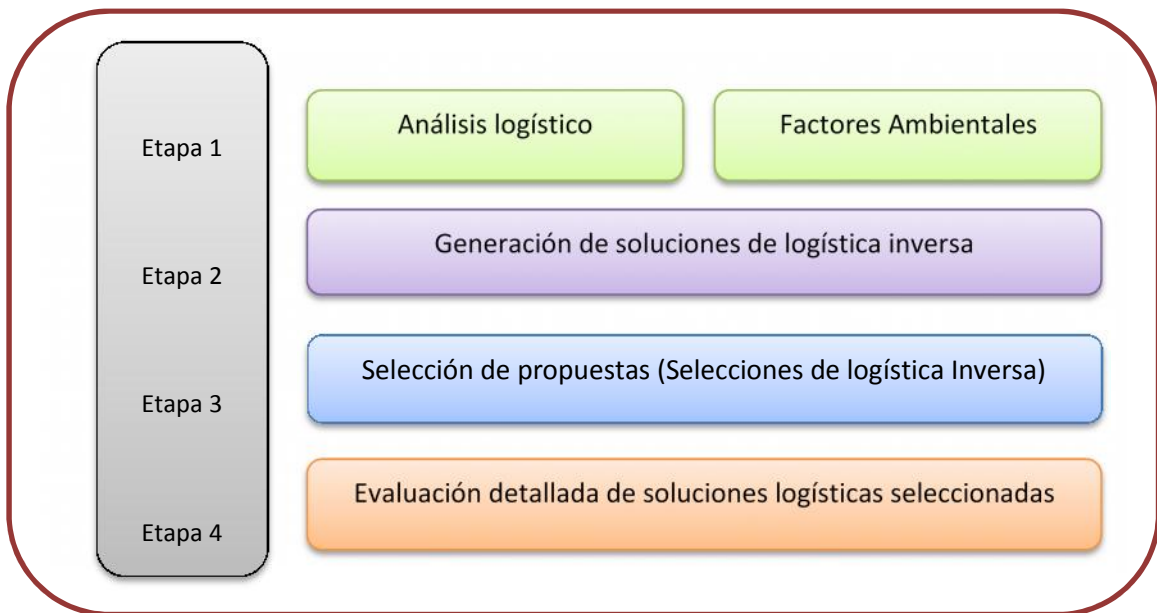 Etapa 1
Análisis logístico
Factores Ambientales
Etapa 2
Generación de soluciones de logística inversa
Etapa 3
Selección de propuestas (Selecciones de logística Inversa)
Etapa 4
Evaluación detallada de soluciones logísticas seleccionadas